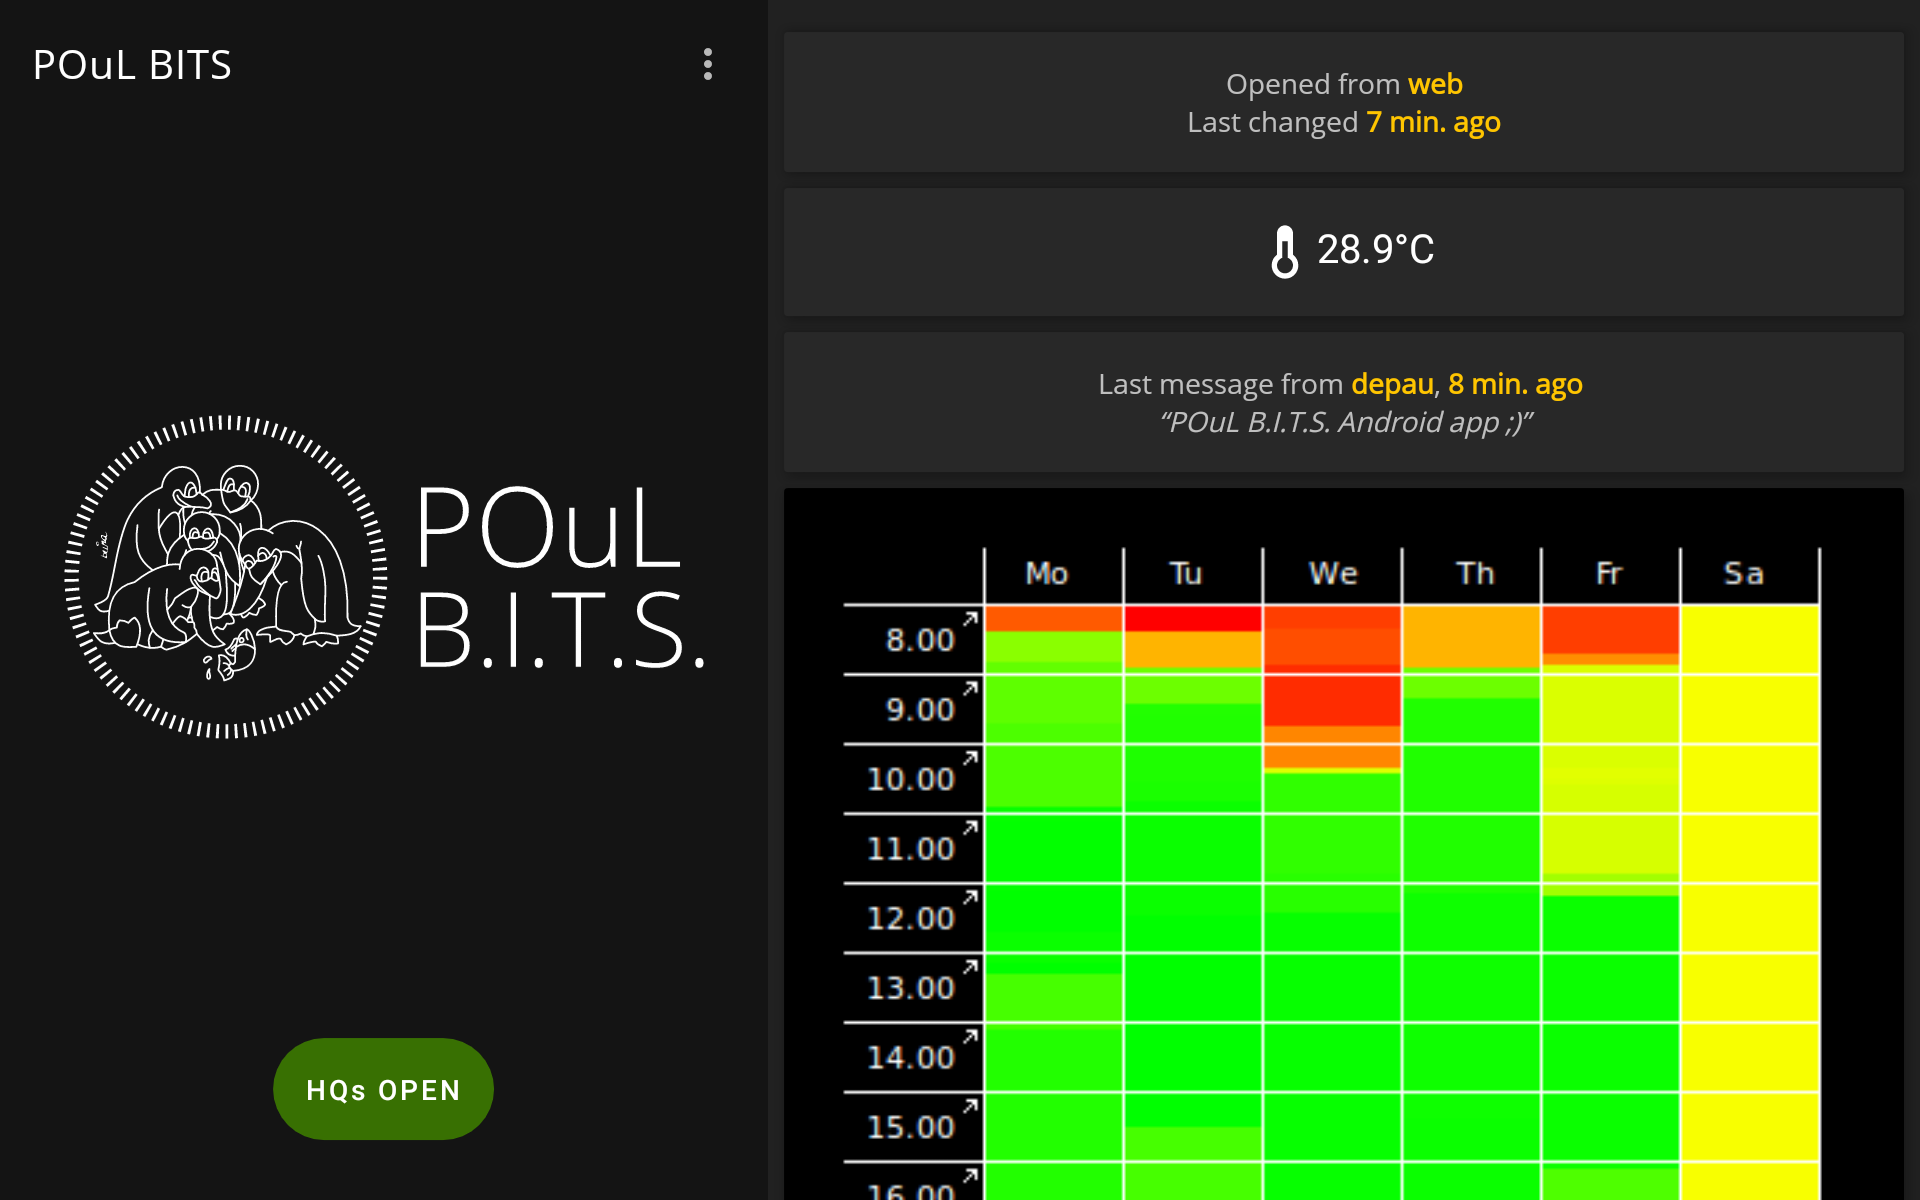 POuL BITS
POuL
B.I.T.S.
HQs OPEN
Opened from web
Last changed 7 min. ago
28.9°C
Last message from depau, 8 min. ago
“POuL B.I.T.S. Android app ;)”
Mo Tu We Th Fr Sa
8.00
9.00
10.00
11.00
12.00
13.00
14.00
15.00
16.00